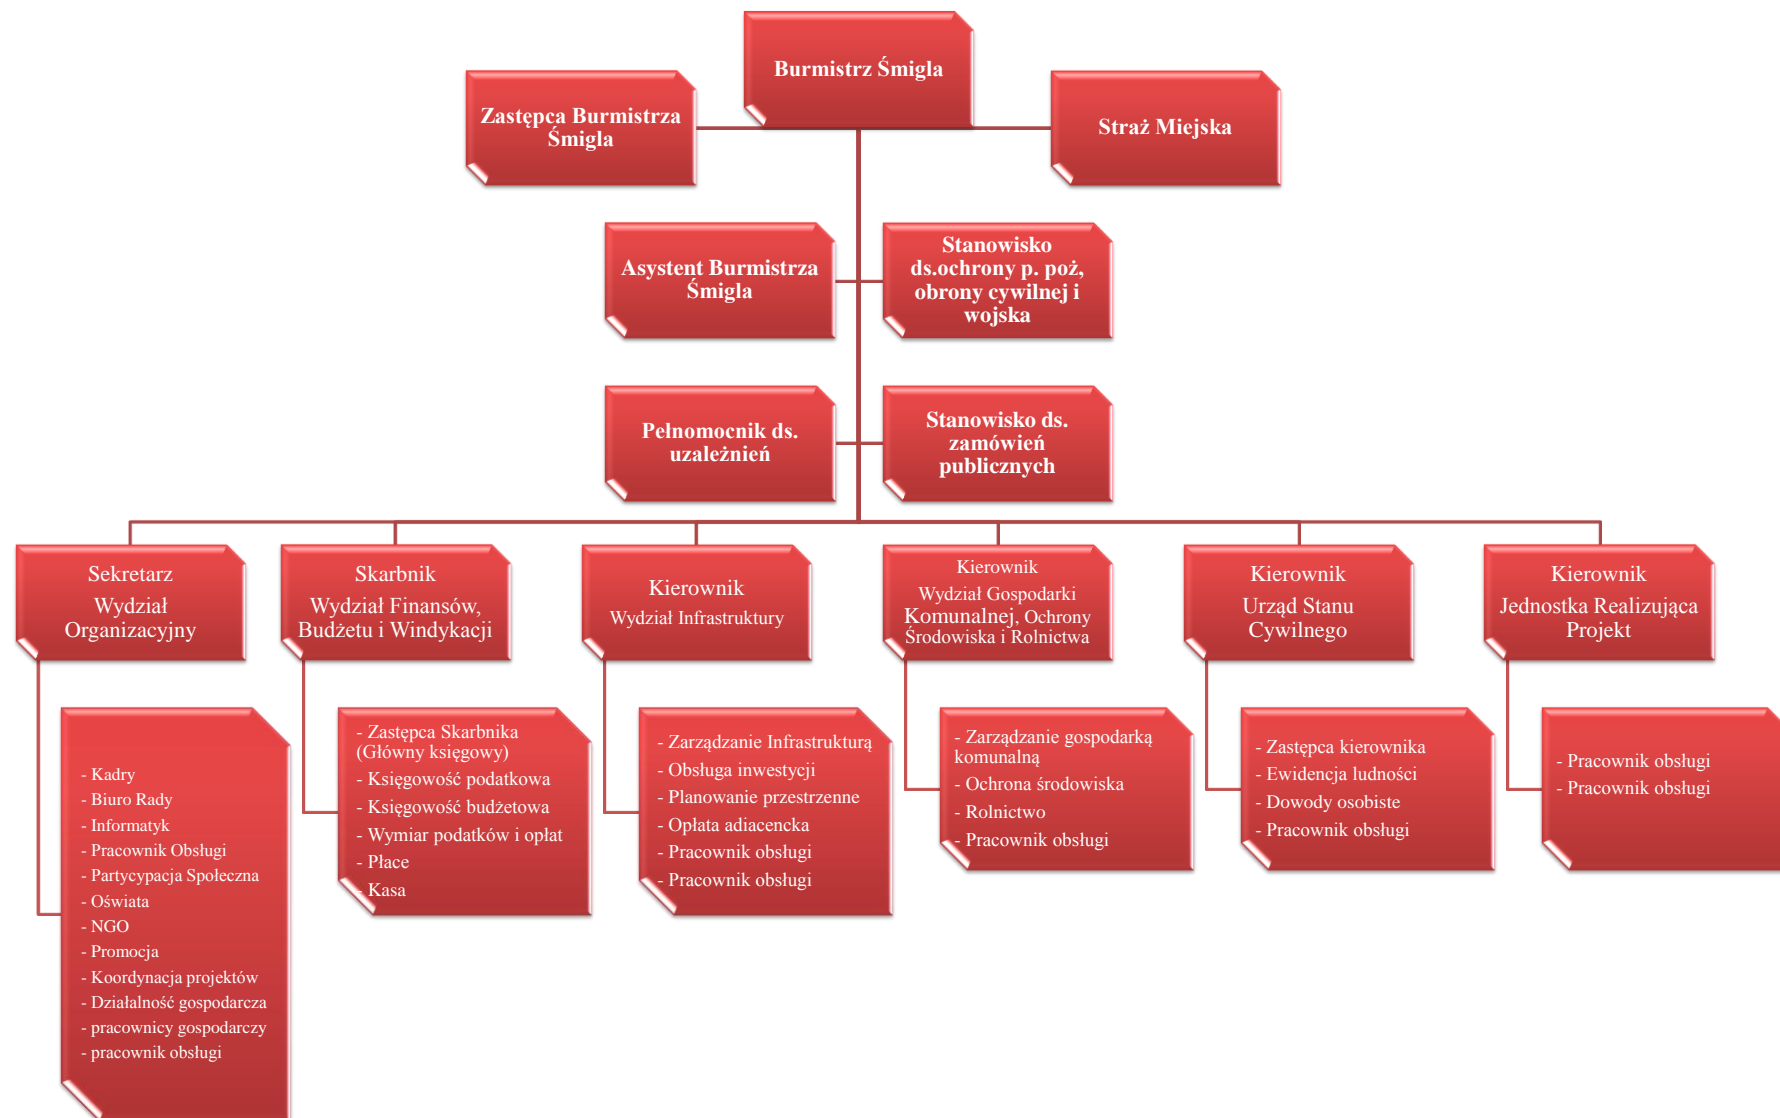 Burmistrz Śmigla
Zastępca Burmistrza
Śmigla
Straż Miejska
Asystent Burmistrza
Śmigla
Stanowisko
ds.ochrony p. poż,
obrony cywilnej i
wojska
Pełnomocnik ds.
uzależnień
Stanowisko ds.
zamówień
publicznych
Sekretarz
Wydział
Organizacyjny
Skarbnik
Wydział Finansów,
Budżetu i Windykacji
Kierownik
Wydział Infrastruktury
Kierownik
Wydział Gospodarki
Komunalnej, Ochrony
Środowiska i Rolnictwa
Kierownik
Urząd Stanu
Cywilnego
Kierownik
Jednostka Realizująca
Projekt
- Kadry
- Biuro Rady
- Informatyk
- Pracownik Obsługi
- Partycypacja Społeczna
- Oświata
- NGO
- Promocja
- Koordynacja projektów
- Działalność gospodarcza
- pracownicy gospodarczy
- pracownik obsługi
- Zastępca Skarbnika
(Główny księgowy)
- Księgowość podatkowa
- Księgowość budżetowa
- Wymiar podatków i opłat
- Płace
- Kasa
- Zarządzanie Infrastrukturą
- Obsługa inwestycji
- Planowanie przestrzenne
- Opłata adiacencka
- Pracownik obsługi
- Pracownik obsługi
- Zarządzanie gospodarką
komunalną
- Ochrona środowiska
- Rolnictwo
- Pracownik obsługi
- Zastępca kierownika
- Ewidencja ludności
- Dowody osobiste
- Pracownik obsługi
- Pracownik obsługi
- Pracownik obsługi